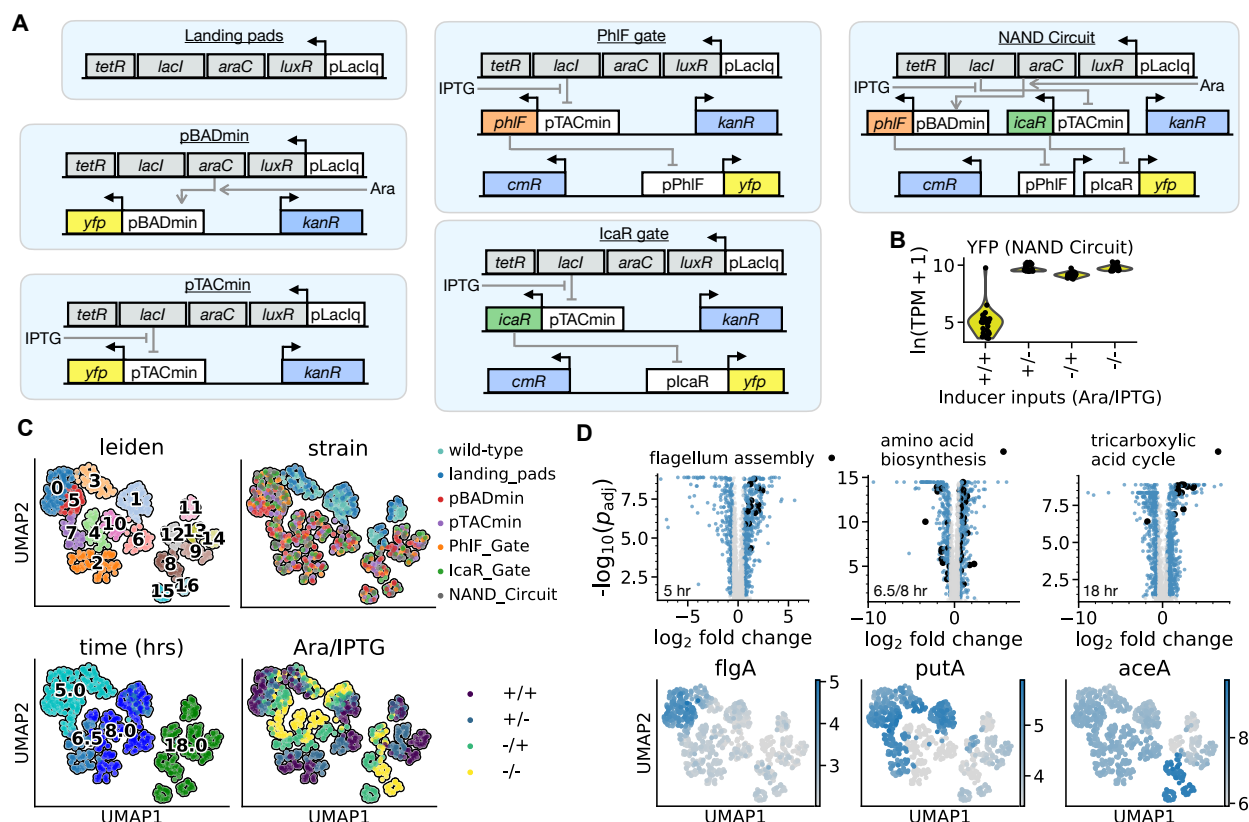 A
Landing pads
tetR lacI araC luxR pLacIq
pBADmin
tetR lacI araC luxR pLacIq
Ara
yfp pBADmin kanR
pTACmin
tetR lacI araC luxR pLacIq
IPTG
yfp pTACmin kanR
PhlF gate
tetR lacI araC luxR pLacIq
IPTG
phlF pTACmin kanR
cmR pPhlF yfp
IcaR gate
tetR lacI araC luxR pLacIq
IPTG
icaR pTACmin kanR
cmR pIcaR yfp
NAND Circuit
tetR lacI araC luxR pLacIq
IPTG Ara
phlF pBADmin icaR pTACmin kanR
cmR pPhlF pIcaR yfp
B
YFP (NAND Circuit)
ln(TPM + 1)
10
5
+/+ +/- -/+ -/-
Inducer inputs (Ara/IPTG)
C
leiden
UMAP2
0 5 3 1 7 4 10 6 2 11 12 13 14 9 8 15 16
strain
wild-type
landing_pads
pBADmin
pTACmin
PhlF_Gate
IcaR_Gate
NAND_Circuit
time (hrs)
UMAP2
5.0
6.5 8.0 18.0
UMAP1
Ara/IPTG
+/+
+/-
-/+
-/-
UMAP1
D
flagellum assembly
-log10(padj)
7.5
5.0
2.5
5 hr
−5 0 5
log2 fold change
amino acid
biosynthesis
15
10
5
6.5/8 hr
−10 0 10
log2 fold change
tricarboxylic
acid cycle
7.5
5.0
2.5
18 hr
−5 0 5
log2 fold change
flgA
UMAP2
5
4
3
UMAP1
putA
5
4
UMAP1
aceA
8
6
UMAP1